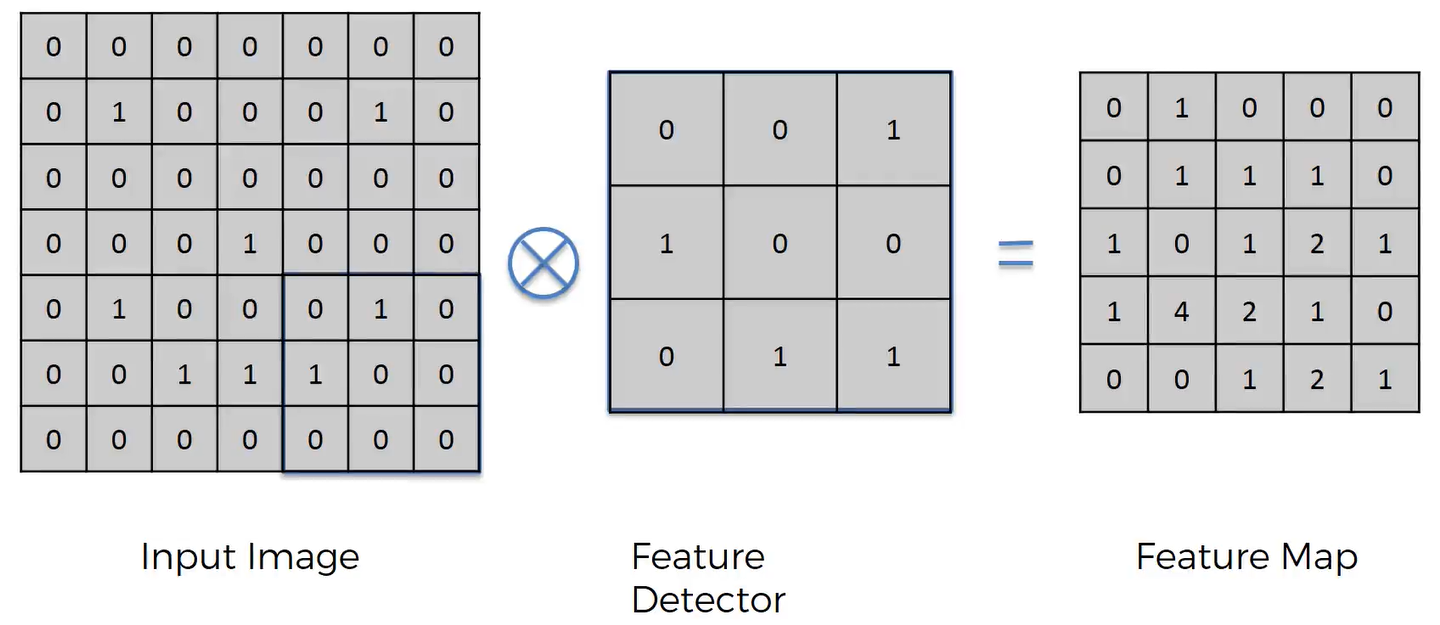 0 0 0 0 0 0 0
0 1 0 0 0 1 0
0 0 0 0 0 0 0
0 0 0 1 0 0 0
0 1 0 0 0 1 0
0 0 1 1 1 0 0
0 0 0 0 0 0 0
Input Image
0 0 1
1 0 0
0 1 1
Feature
Detector
=
0 1 0 0 0
0 1 1 1 0
1 0 1 2 1
1 4 2 1 0
0 0 1 2 1
Feature Map